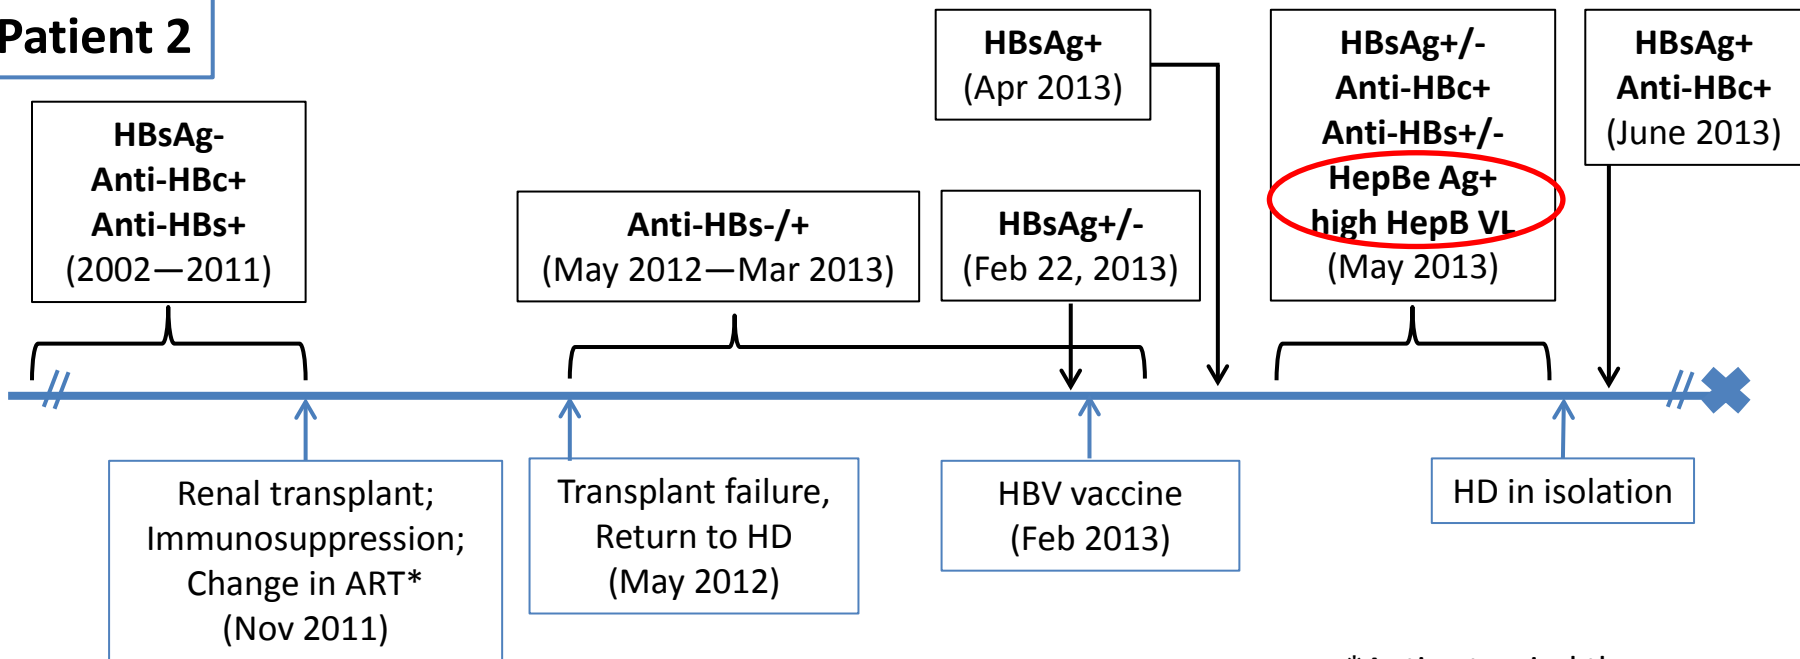 Patient 2
HBsAg-
Anti-HBc+
Anti-HBs+
(2002—2011)
Anti-HBs-/+
(May 2012—Mar 2013)
HBsAg+
(Apr 2013)
HBsAg+/-
(Feb 22, 2013)
HBsAg+/-
Anti-HBc+
Anti-HBs+/-
HepBe Ag+
high HepB VL
(May 2013)
HBsAg+
Anti-HBc+
(June 2013)
Renal transplant;
Immunosuppression;
Change in ART*
(Nov 2011)
Transplant failure,
Return to HD
(May 2012)
HBV vaccine
(Feb 2013)
HD in isolation